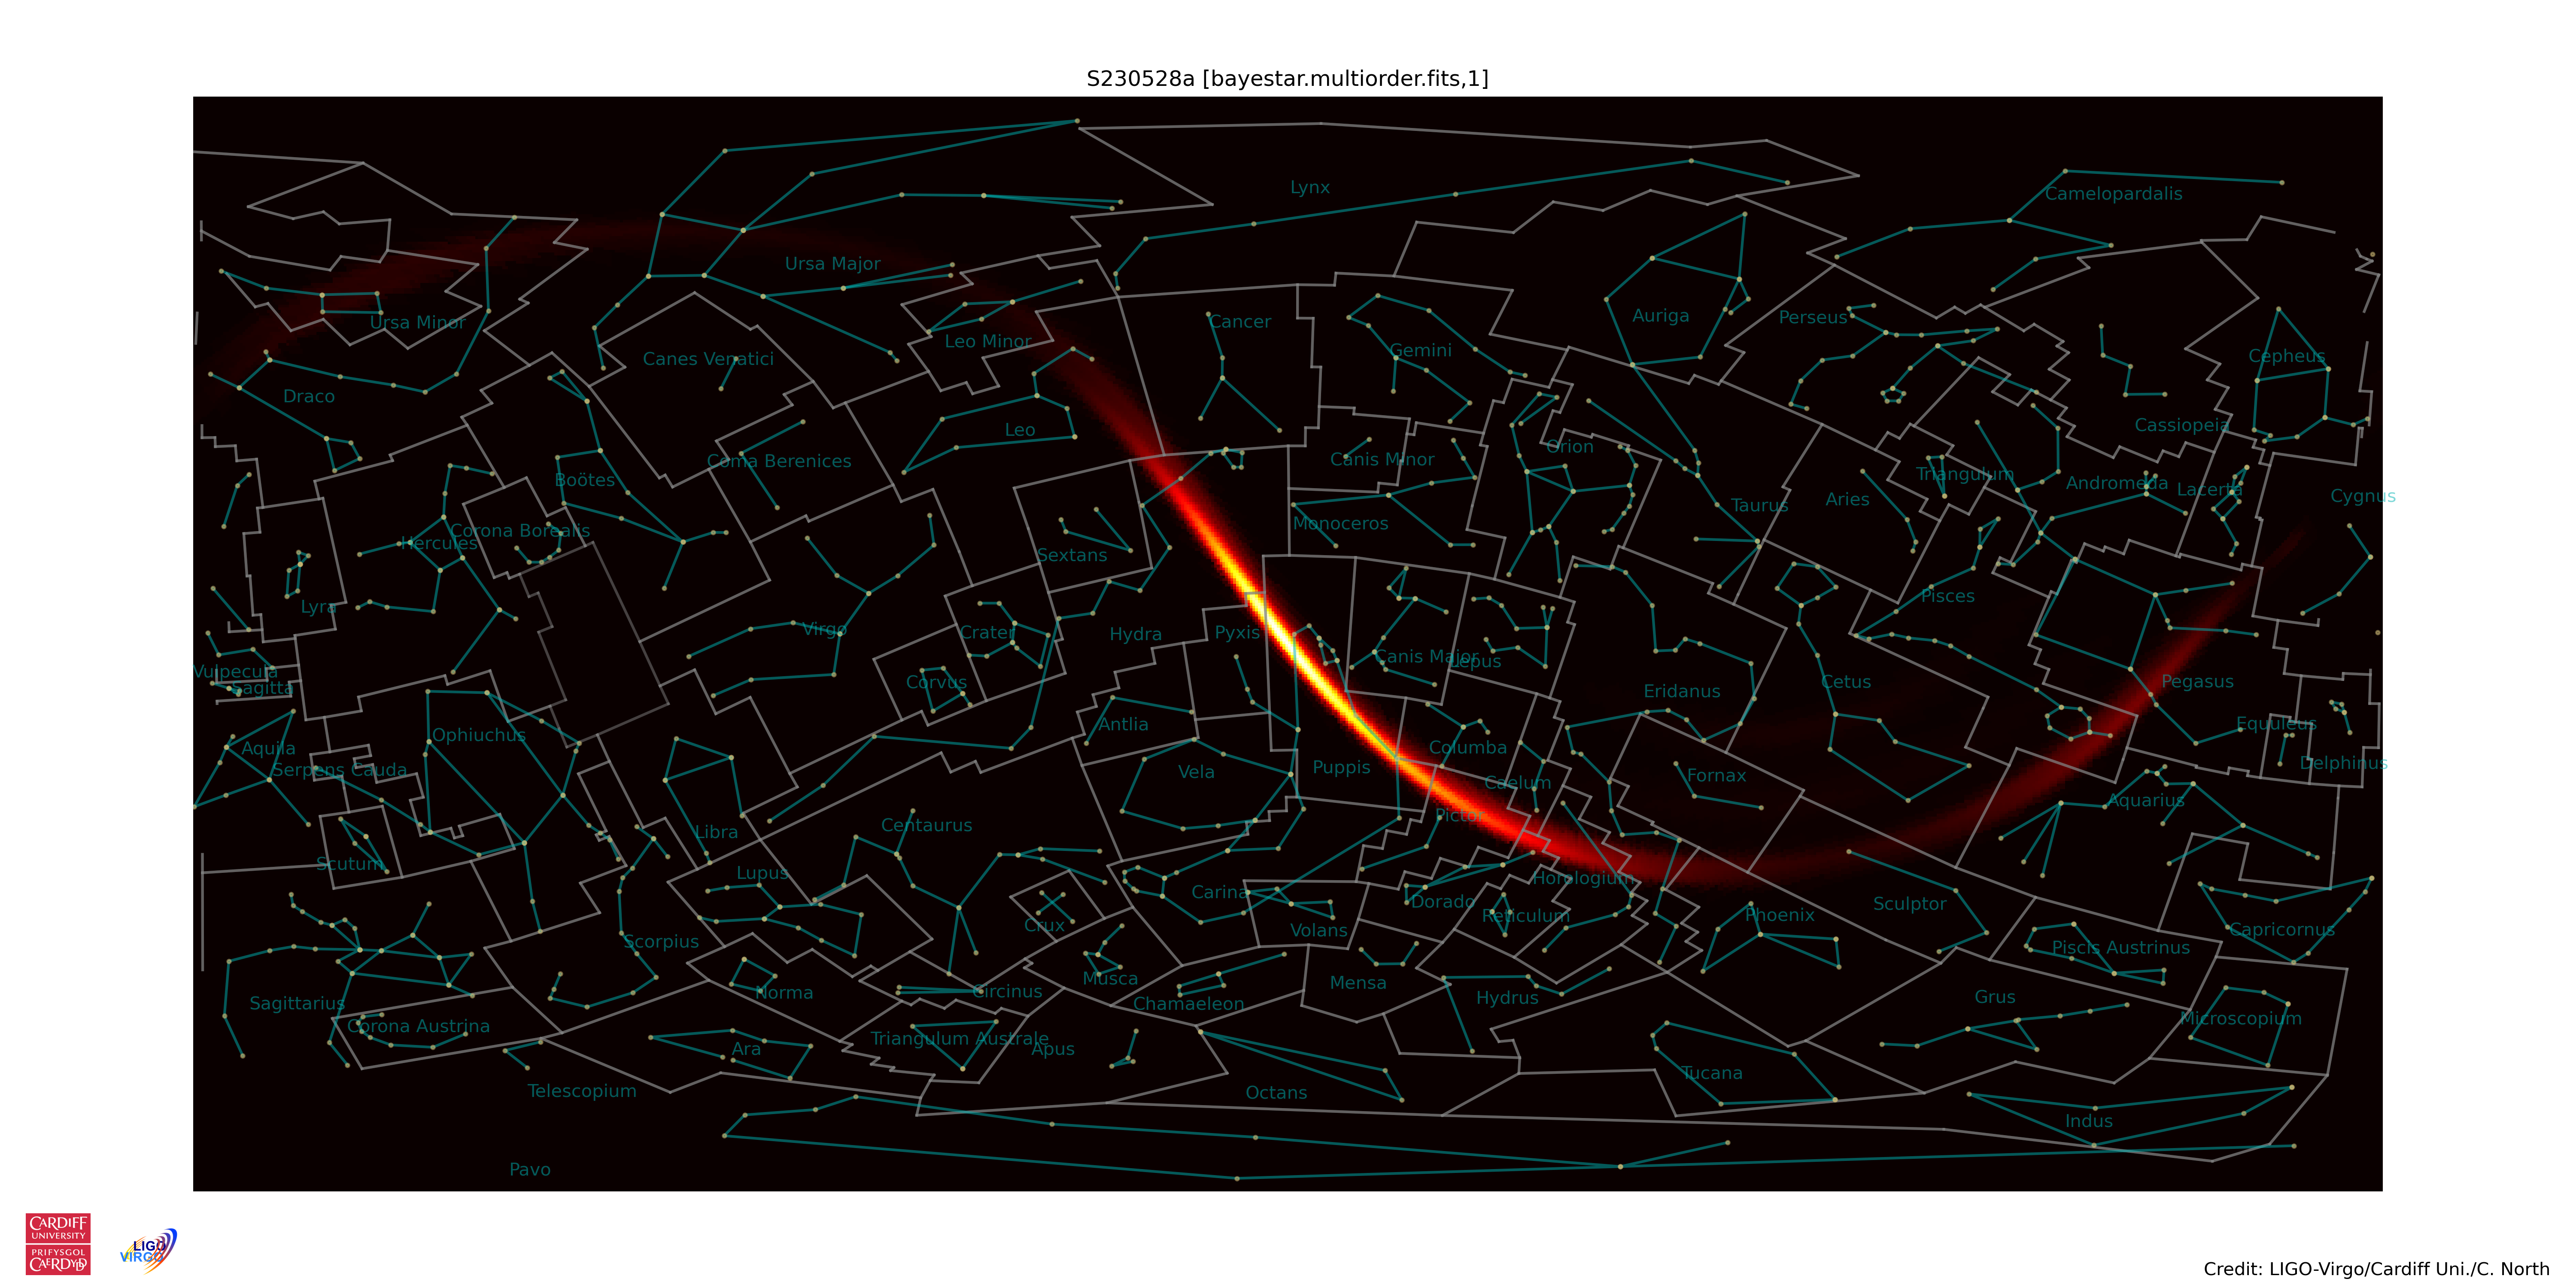 S230528a [bayestar.multiorder.fits,1]
Lynx
Camelopardalis
Ursa Major
Ursa Minor
Cancer
Auriga
Perseus
Leo Minor
Gemini
Canes Venatici
Cepheus
Draco
Leo
Cassiopeia
Orion
Coma Berenices
Canis Minor
Boötes
Triangulum
Andromeda
Lacerta
Cygnus
Aries
Taurus
Monoceros
Corona Borealis
Hercules
Sextans
Pisces
Lyra
Virgo
Crater
Hydra
Pyxis
Canis Major
Lepus
Vulpecula
Sagitta
Corvus
Eridanus
Cetus
Pegasus
Antlia
Equuleus
Ophiuchus
Aquila
Columba
Serpens Cauda
Vela
Puppis
Fornax
Delphinus
Caelum
Aquarius
Pictor
Centaurus
Libra
Scutum
Lupus
Horologium
Carina
Dorado
Sculptor
Reticulum
Phoenix
Crux
Volans
Capricornus
Scorpius
Piscis Austrinus
Musca
Mensa
Norma
Circinus
Hydrus
Grus
Sagittarius
Chamaeleon
Microscopium
Corona Austrina
Triangulum Australe
Ara
Apus
Tucana
Telescopium
Octans
Indus
Pavo
CARDIFF
UNIVERSITY
PRIFYSGOL
CAERDYDD
LIGO
VIRGO
Credit: LIGO-Virgo/Cardiff Uni./C. North